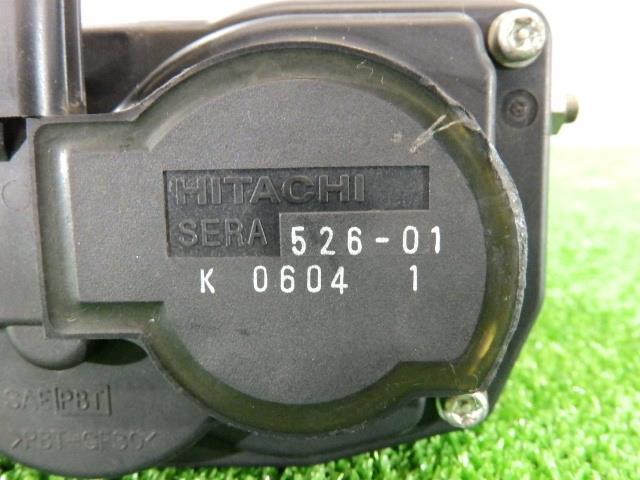 HITACHI
SERA 526-01
K 0604 1
SAE PBT
>PBT-GF30<